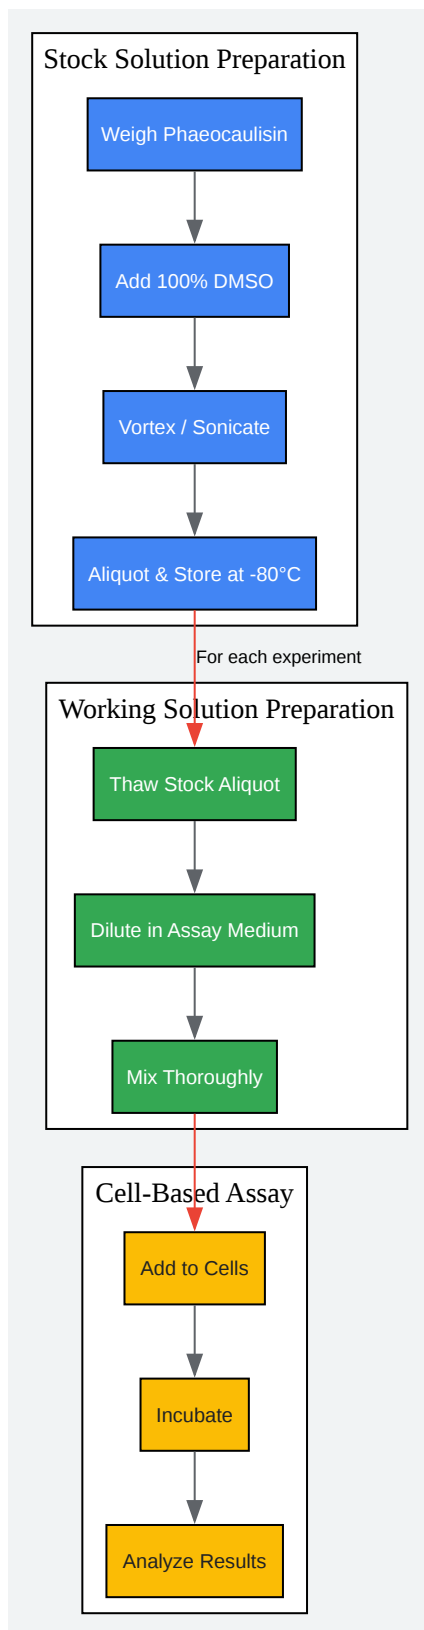 Stock Solution Preparation
Weigh Phaeocaulisin
Add 100% DMSO
Vortex / Sonicate
Aliquot & Store at -80°C
For each experiment
Working Solution Preparation
Thaw Stock Aliquot
Dilute in Assay Medium
Mix Thoroughly
Cell-Based Assay
Add to Cells
Incubate
Analyze Results